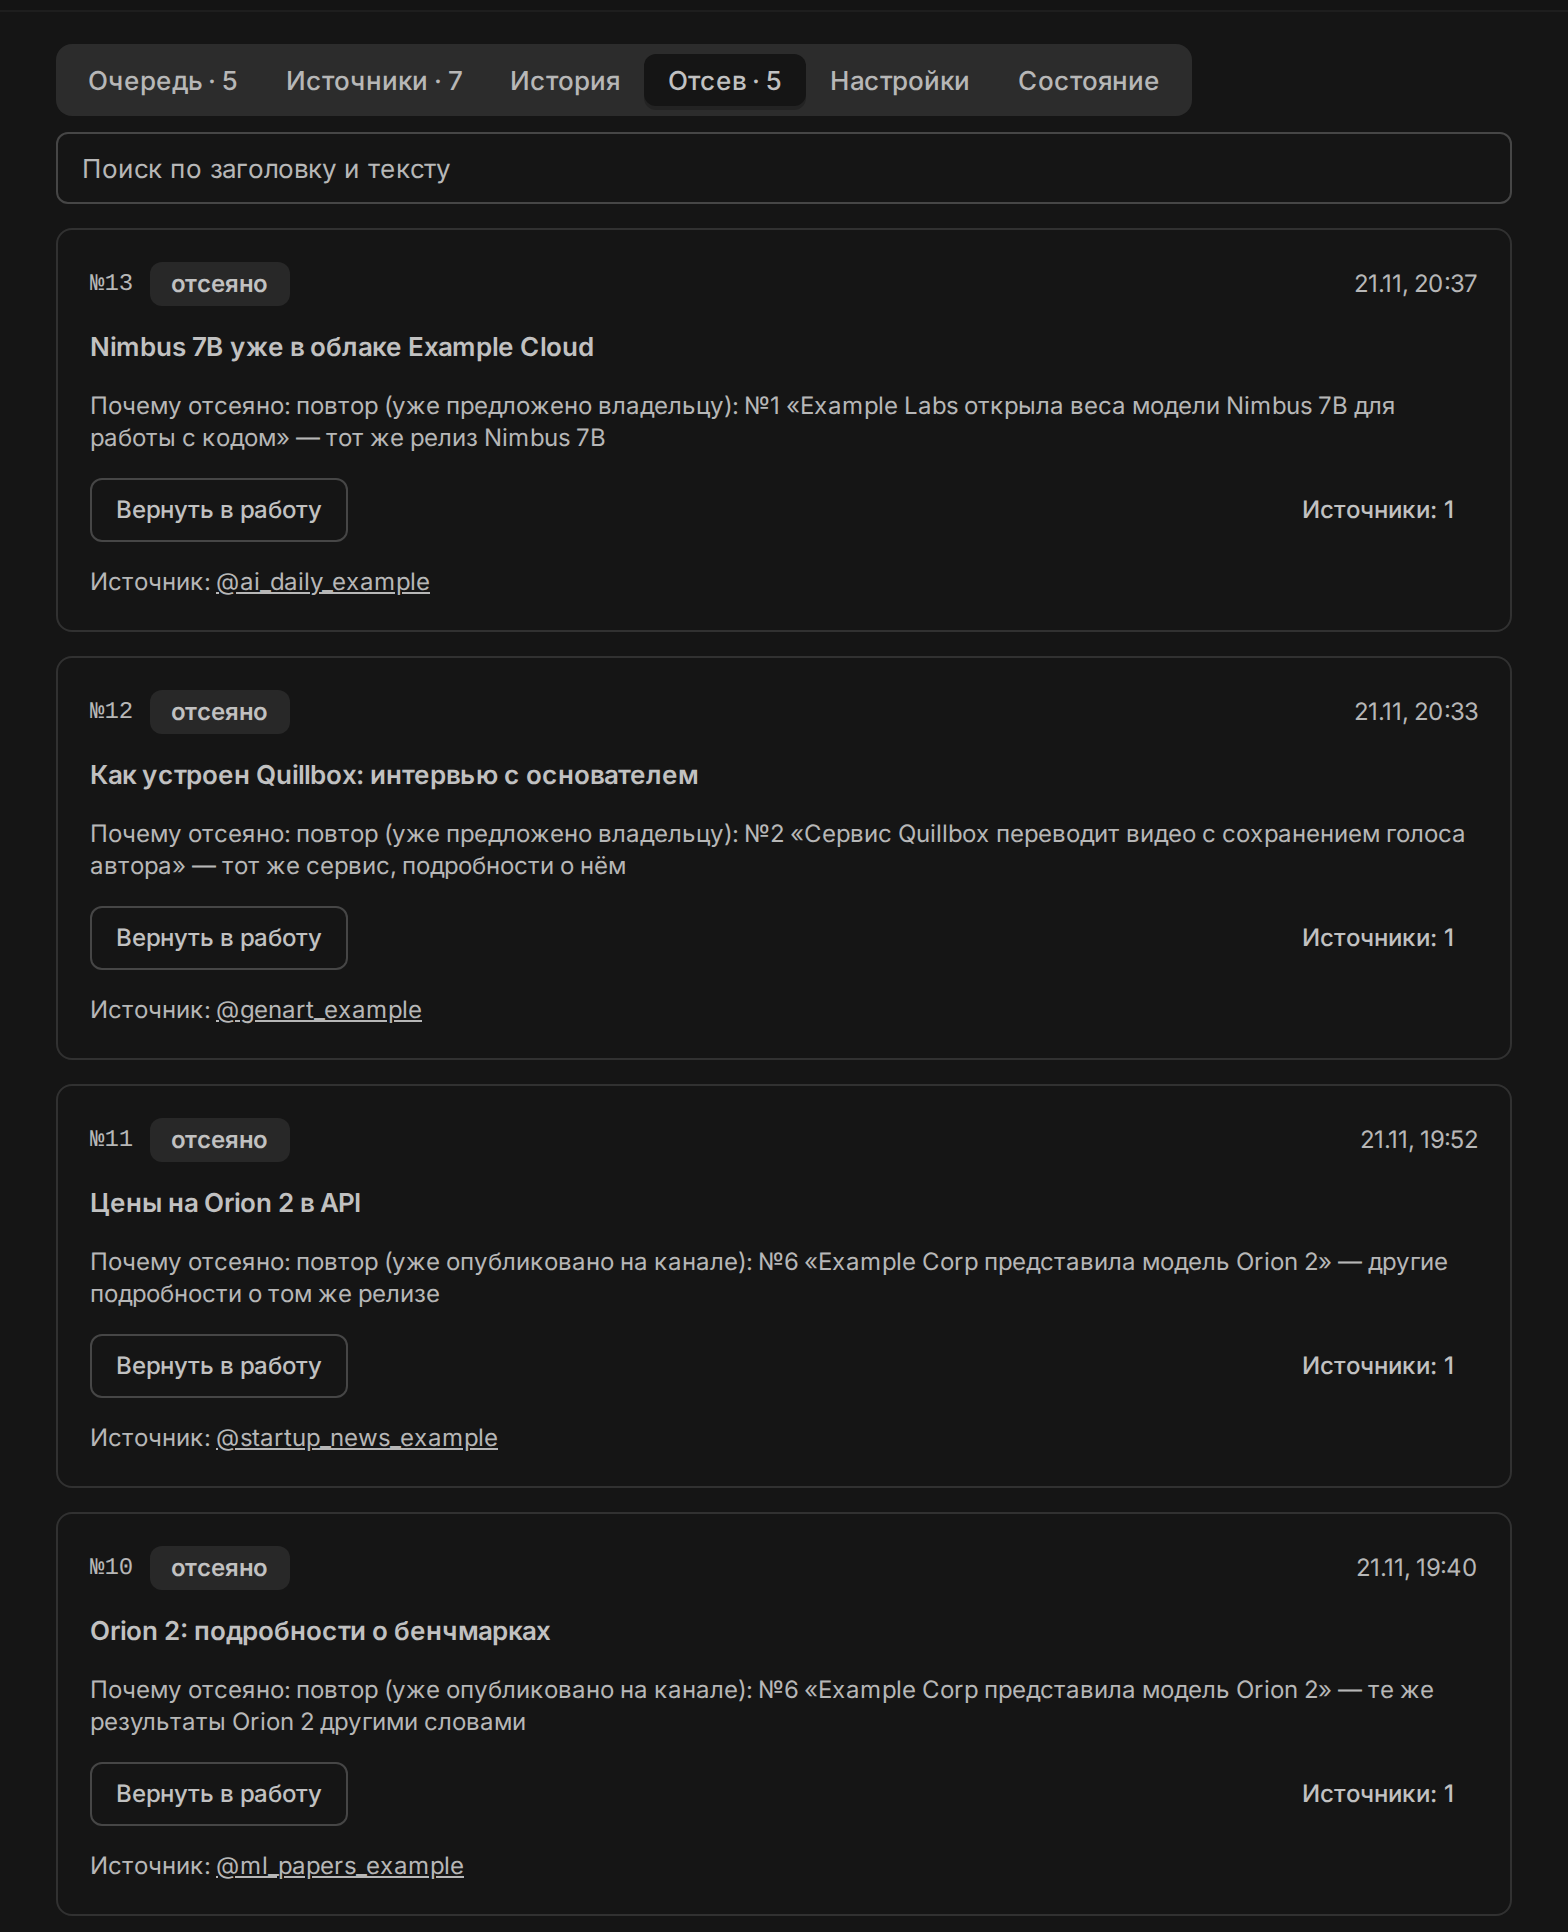 Очередь · 5 Источники · 7 История Отсев · 5 Настройки Состояние
Поиск по заголовку и тексту
№13 отсеяно 21.11, 20:37
Nimbus 7B уже в облаке Example Cloud
Почему отсеяно: повтор (уже предложено владельцу): №1 «Example Labs открыла веса модели Nimbus 7B для
работы с кодом» — тот же релиз Nimbus 7B
Вернуть в работу Источники: 1
Источник: @ai_daily_example
№12 отсеяно 21.11, 20:33
Как устроен Quillbox: интервью с основателем
Почему отсеяно: повтор (уже предложено владельцу): №2 «Сервис Quillbox переводит видео с сохранением голоса
автора» — тот же сервис, подробности о нём
Вернуть в работу Источники: 1
Источник: @genart_example
№11 отсеяно 21.11, 19:52
Цены на Orion 2 в API
Почему отсеяно: повтор (уже опубликовано на канале): №6 «Example Corp представила модель Orion 2» — другие
подробности о том же релизе
Вернуть в работу Источники: 1
Источник: @startup_news_example
№10 отсеяно 21.11, 19:40
Orion 2: подробности о бенчмарках
Почему отсеяно: повтор (уже опубликовано на канале): №6 «Example Corp представила модель Orion 2» — те же
результаты Orion 2 другими словами
Вернуть в работу Источники: 1
Источник: @ml_papers_example